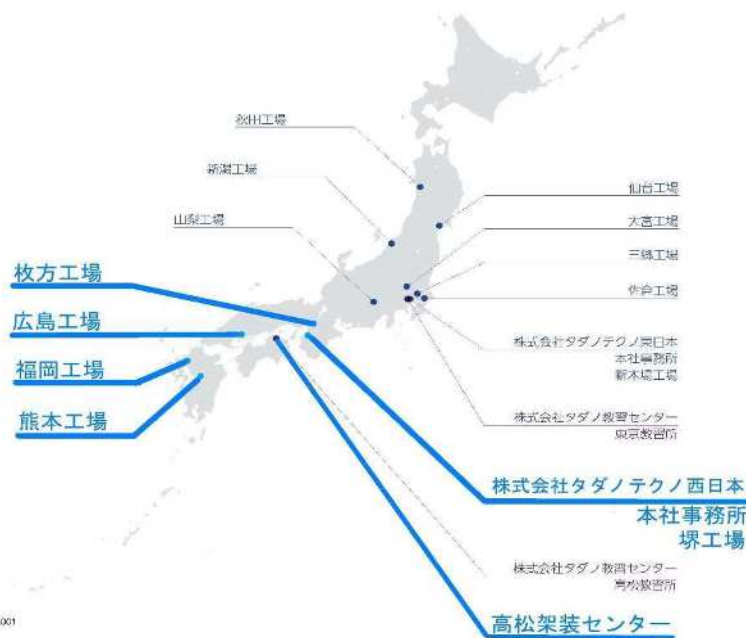 秋田工場
新潟工場
山梨工場
仙台工場
大宮工場
三郷工場
佐倉工場
枚方工場
広島工場
福岡工場
熊本工場
株式会社タダノテクノ東日本
本社事務所
新木場工場
株式会社タダノ教習センター
東京教習所
株式会社タダノテクノ西日本
本社事務所
堺工場
株式会社タダノ教習センター
高松教習所
高松架装センター
001